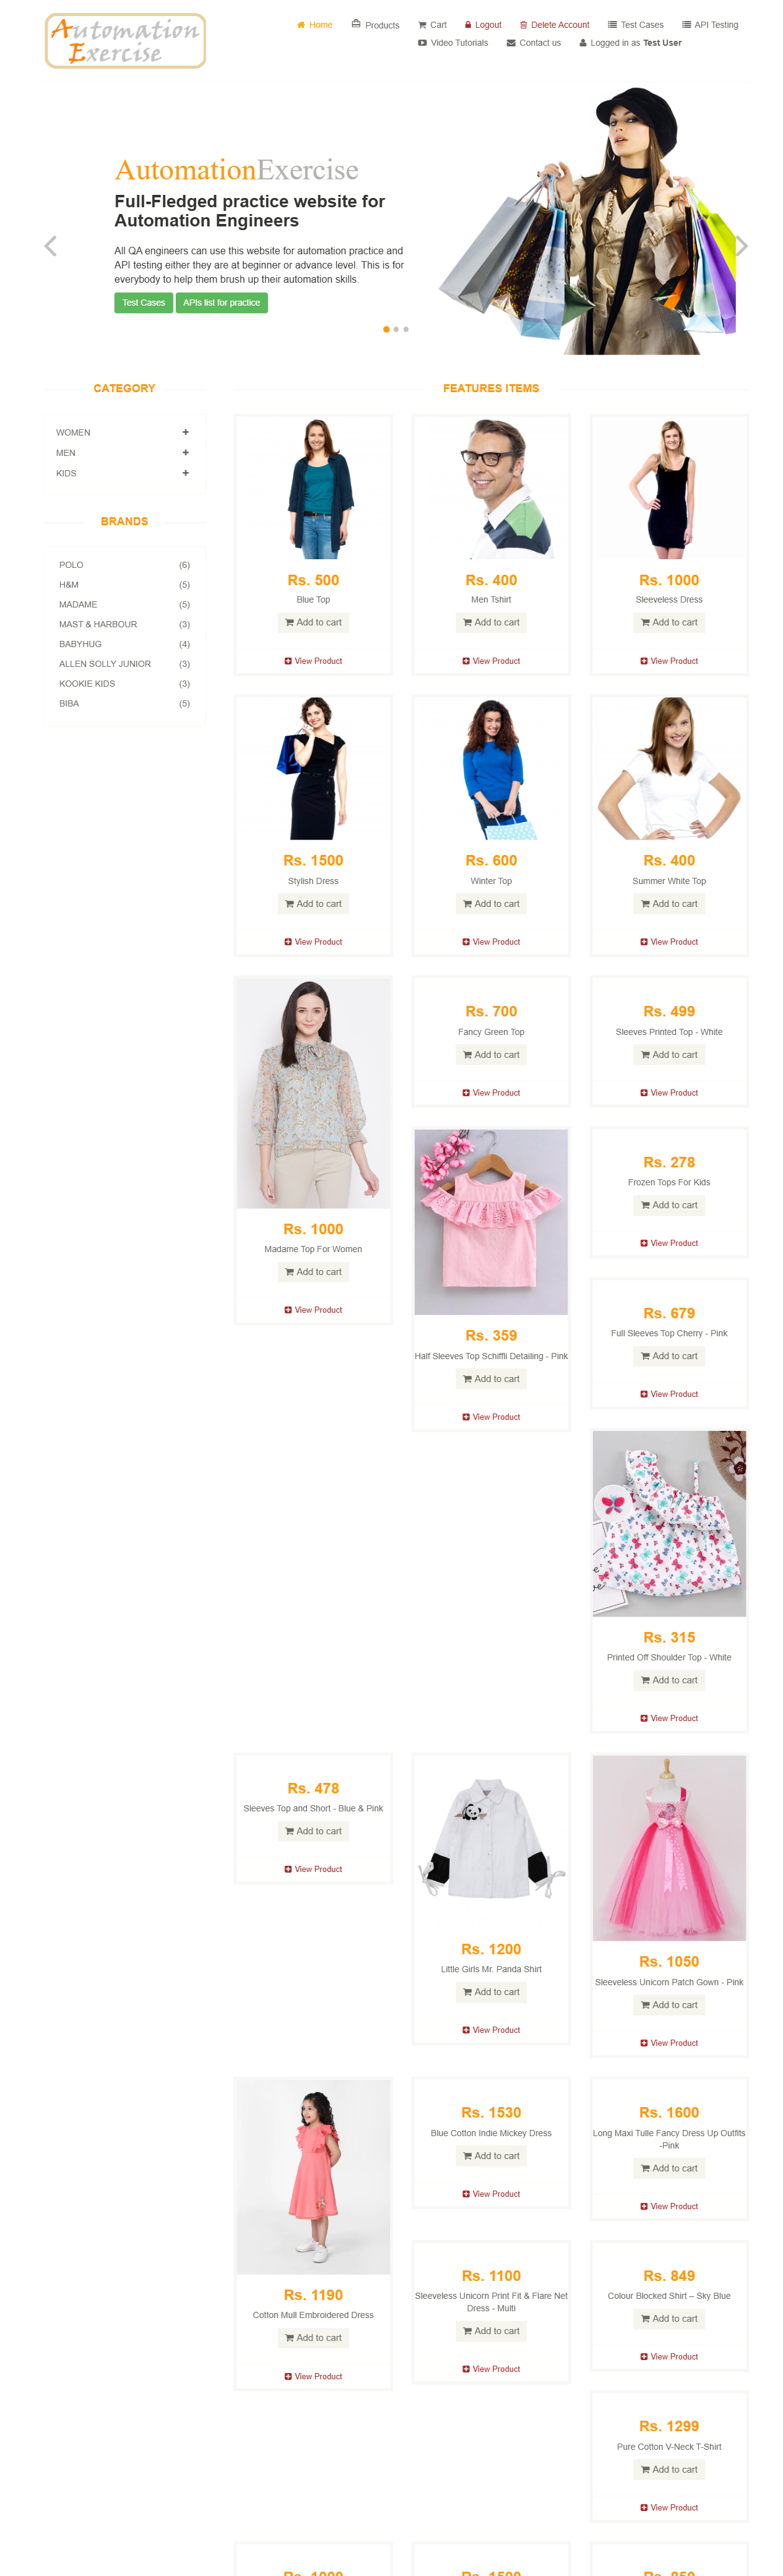 Automation
Exercise
Home Products Cart Logout Delete Account Test Cases API Testing
Video Tutorials Contact us Logged in as Test User
AutomationExercise
Full-Fledged practice website for
Automation Engineers
All QA engineers can use this website for automation practice and
API testing either they are at beginner or advance level. This is for
everybody to help them brush up their automation skills.
Test Cases APIs list for practice
CATEGORY
WOMEN
MEN
KIDS
BRANDS
POLO (6)
H&M (5)
MADAME (5)
MAST & HARBOUR (3)
BABYHUG (4)
ALLEN SOLLY JUNIOR (3)
KOOKIE KIDS (3)
BIBA (5)
FEATURES ITEMS
Rs. 500
Blue Top
Add to cart
View Product
Rs. 400
Men Tshirt
Add to cart
View Product
Rs. 1000
Sleeveless Dress
Add to cart
View Product
Rs. 1500
Stylish Dress
Add to cart
View Product
Rs. 600
Winter Top
Add to cart
View Product
Rs. 400
Summer White Top
Add to cart
View Product
Rs. 1000
Madame Top For Women
Add to cart
View Product
Rs. 700
Fancy Green Top
Add to cart
View Product
Rs. 499
Sleeves Printed Top - White
Add to cart
View Product
Rs. 359
Half Sleeves Top Schiffli Detailing - Pink
Add to cart
View Product
Rs. 278
Frozen Tops For Kids
Add to cart
View Product
Rs. 679
Full Sleeves Top Cherry - Pink
Add to cart
View Product
Rs. 315
Printed Off Shoulder Top - White
Add to cart
View Product
Rs. 478
Sleeves Top and Short - Blue & Pink
Add to cart
View Product
Rs. 1200
Little Girls Mr. Panda Shirt
Add to cart
View Product
Rs. 1050
Sleeveless Unicorn Patch Gown - Pink
Add to cart
View Product
Rs. 1190
Cotton Mull Embroidered Dress
Add to cart
View Product
Rs. 1530
Blue Cotton Indie Mickey Dress
Add to cart
View Product
Rs. 1600
Long Maxi Tulle Fancy Dress Up Outfits
-Pink
Add to cart
View Product
Rs. 1100
Sleeveless Unicorn Print Fit & Flare Net
Dress - Multi
Add to cart
View Product
Rs. 849
Colour Blocked Shirt – Sky Blue
Add to cart
View Product
Rs. 1299
Pure Cotton V-Neck T-Shirt
Add to cart
View Product